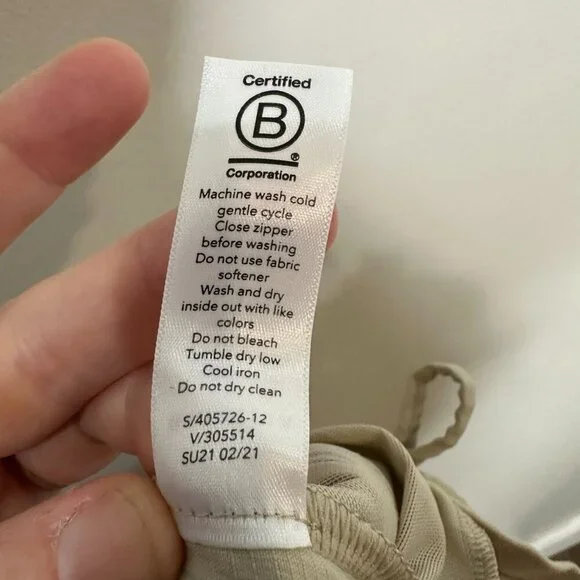 Certified
B
®
Corporation
Machine wash cold
gentle cycle
Close zipper
before washing
Do not use fabric
softener
Wash and dry
inside out with like
colors
Do not bleach
Tumble dry low
Cool iron
Do not dry clean
S/405726-12
V/305514
SU21 02/21